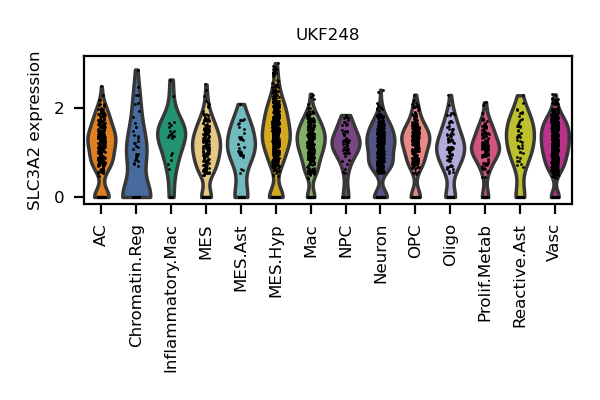 UKF248
SLC3A2 expression
2
0
AC
Chromatin.Reg
Inflammatory.Mac
MES
MES.Ast
MES.Hyp
Mac
NPC
Neuron
OPC
Oligo
Prolif.Metab
Reactive.Ast
Vasc